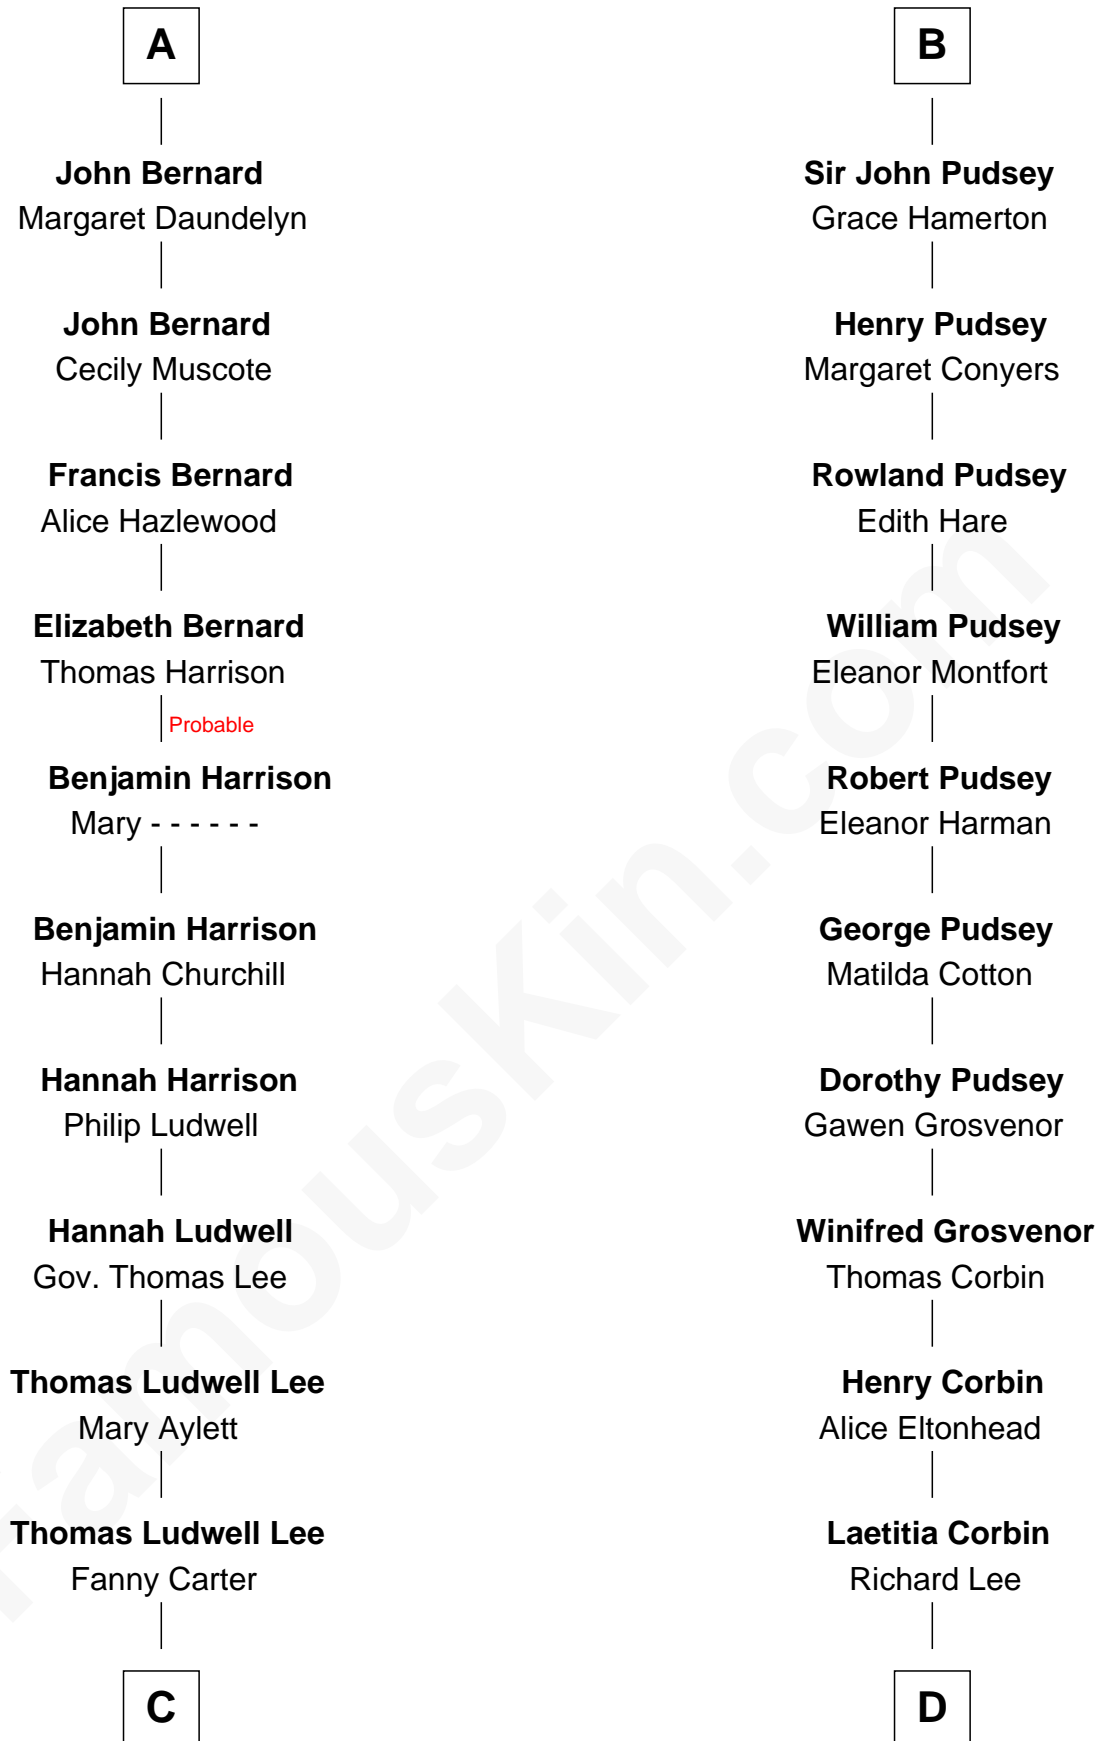 A
John Bernard
Margaret Daundelyn
John Bernard
Cecily Muscote
Francis Bernard
Alice Hazlewood
Elizabeth Bernard
Thomas Harrison
Probable
Benjamin Harrison
Mary - - - - - -
Benjamin Harrison
Hannah Churchill
Hannah Harrison
Philip Ludwell
Hannah Ludwell
Gov. Thomas Lee
Thomas Ludwell Lee
Mary Aylett
Thomas Ludwell Lee
Fanny Carter
C
B
Sir John Pudsey
Grace Hamerton
Henry Pudsey
Margaret Conyers
Rowland Pudsey
Edith Hare
William Pudsey
Eleanor Montfort
Robert Pudsey
Eleanor Harman
George Pudsey
Matilda Cotton
Dorothy Pudsey
Gawen Grosvenor
Winifred Grosvenor
Thomas Corbin
Henry Corbin
Alice Eltonhead
Laetitia Corbin
Richard Lee
D
FamousKin.com